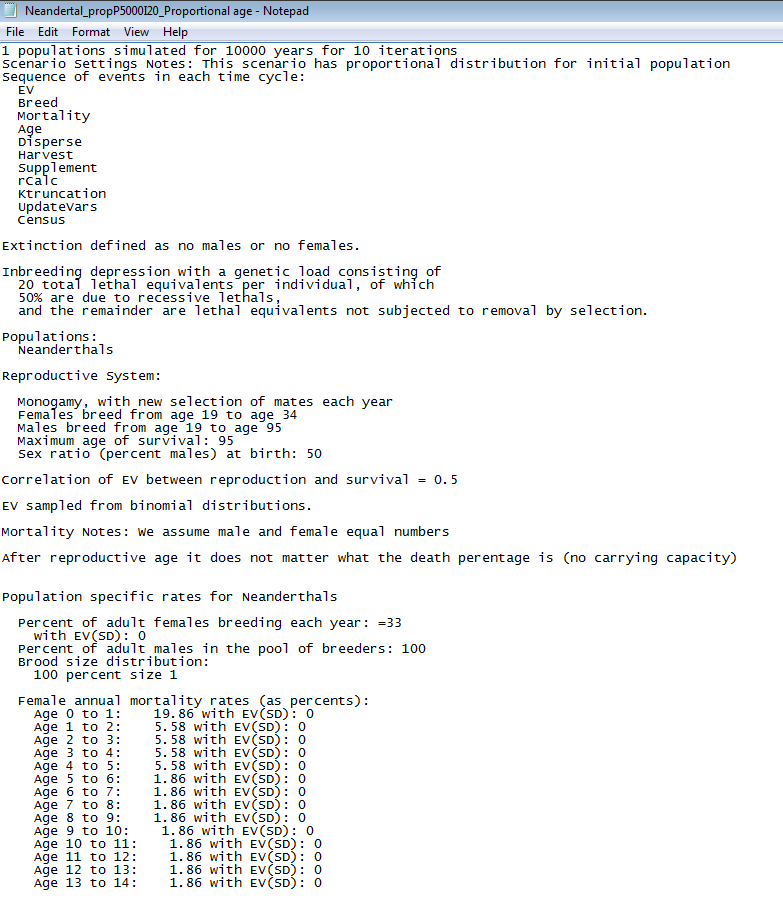 Neandertal_propP5000I20_Proportional age - Notepad
File Edit Format View Help
1 populations simulated for 10000 years for 10 iterations
Scenario Settings Notes: This scenario has proportional distribution for initial population
Sequence of events in each time cycle:
EV
Breed
Mortality
Age
Disperse
Harvest
Supplement
rCalc
Ktruncation
UpdateVars
Census
Extinction defined as no males or no females.
Inbreeding depression with a genetic load consisting of
20 total lethal equivalents per individual, of which
50% are due to recessive lethals,
and the remainder are lethal equivalents not subjected to removal by selection.
Populations:
Neanderthals
Reproductive System:
Monogamy, with new selection of mates each year
Females breed from age 19 to age 34
Males breed from age 19 to age 95
Maximum age of survival: 95
Sex ratio (percent males) at birth: 50
Correlation of EV between reproduction and survival = 0.5
EV sampled from binomial distributions.
Mortality Notes: We assume male and female equal numbers
After reproductive age it does not matter what the death perentage is (no carrying capacity)
Population specific rates for Neanderthals
Percent of adult females breeding each year: =33
with EV(SD): 0
Percent of adult males in the pool of breeders: 100
Brood size distribution:
100 percent size 1
Female annual mortality rates (as percents):
Age 0 to 1: 19.86 with EV(SD): 0
Age 1 to 2: 5.58 with EV(SD): 0
Age 2 to 3: 5.58 with EV(SD): 0
Age 3 to 4: 5.58 with EV(SD): 0
Age 4 to 5: 5.58 with EV(SD): 0
Age 5 to 6: 1.86 with EV(SD): 0
Age 6 to 7: 1.86 with EV(SD): 0
Age 7 to 8: 1.86 with EV(SD): 0
Age 8 to 9: 1.86 with EV(SD): 0
Age 9 to 10: 1.86 with EV(SD): 0
Age 10 to 11: 1.86 with EV(SD): 0
Age 11 to 12: 1.86 with EV(SD): 0
Age 12 to 13: 1.86 with EV(SD): 0
Age 13 to 14: 1.86 with EV(SD): 0